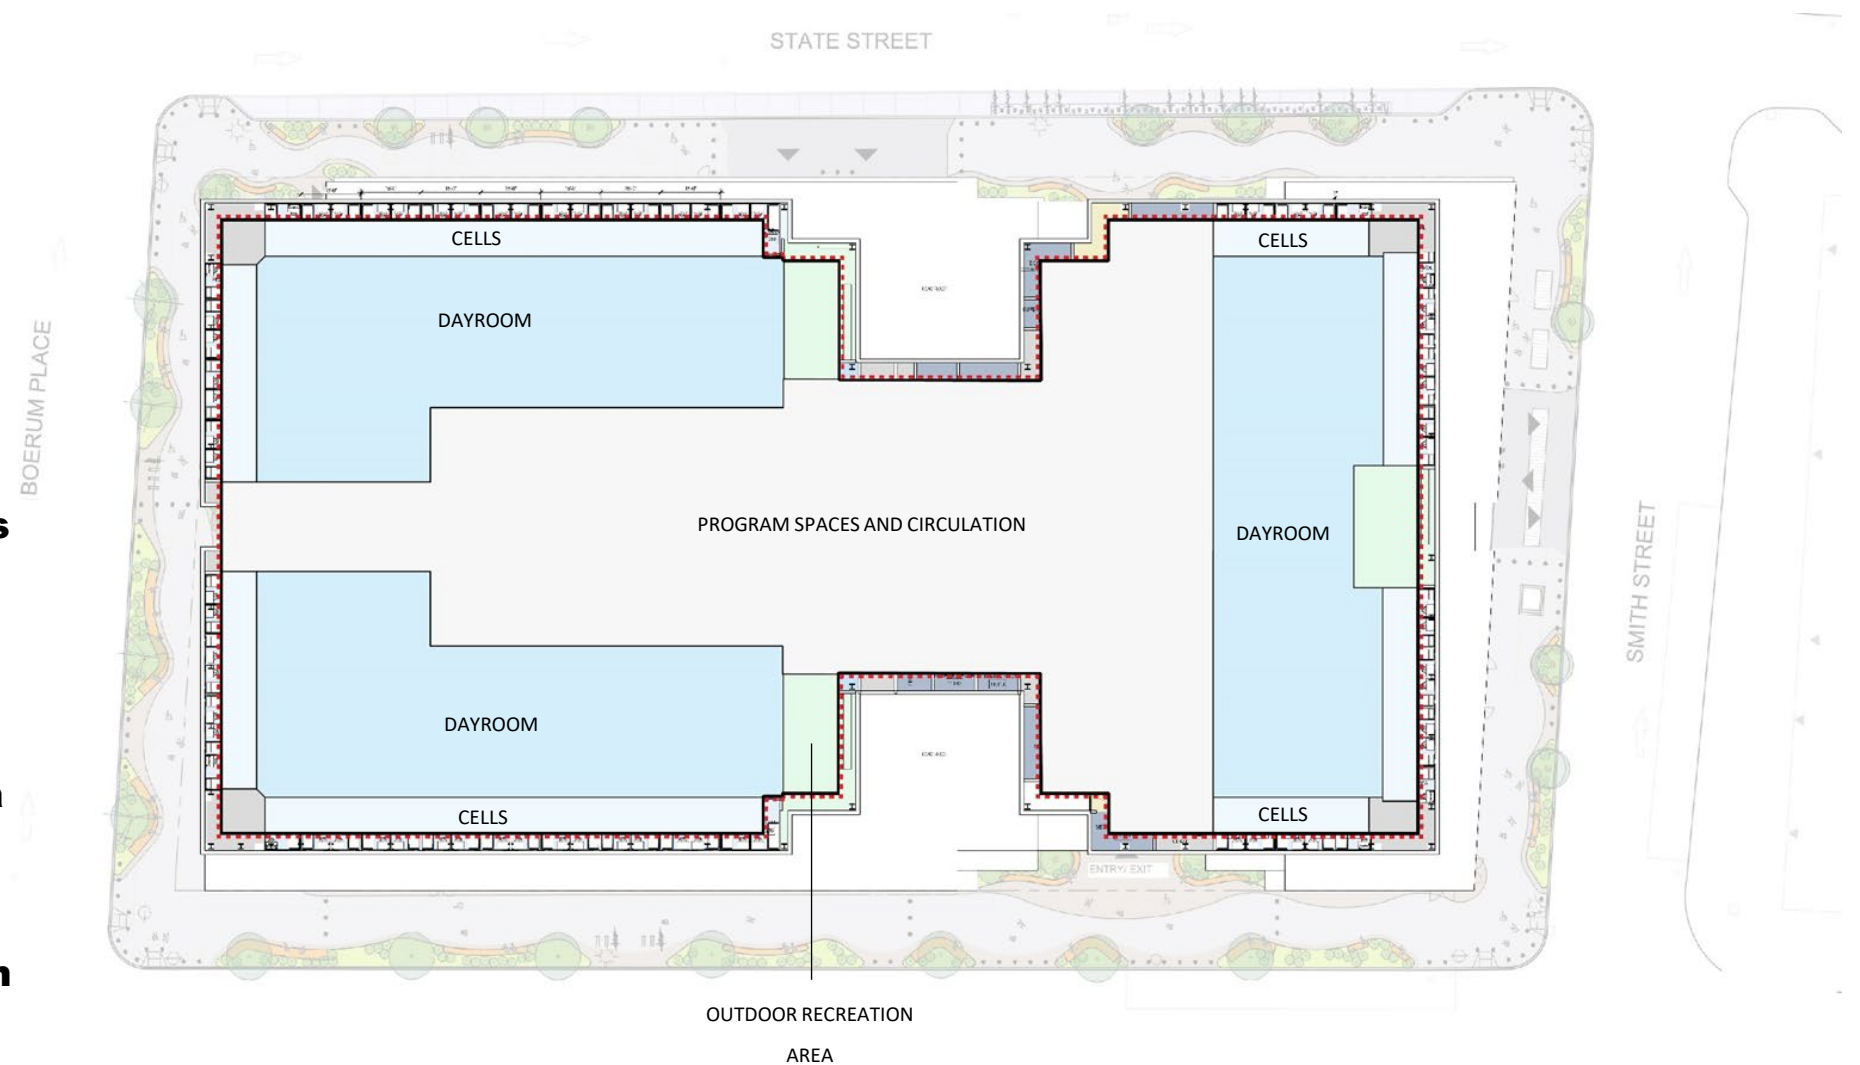 STATE STREET
CELLS
CELLS
DAYROOM
BOERUM PLACE
PROGRAM SPACES AND CIRCULATION
DAYROOM
s
SMITH STREET
DAYROOM
CELLS
CELLS
ENTRY/EXIT
OUTDOOR RECREATION
AREA